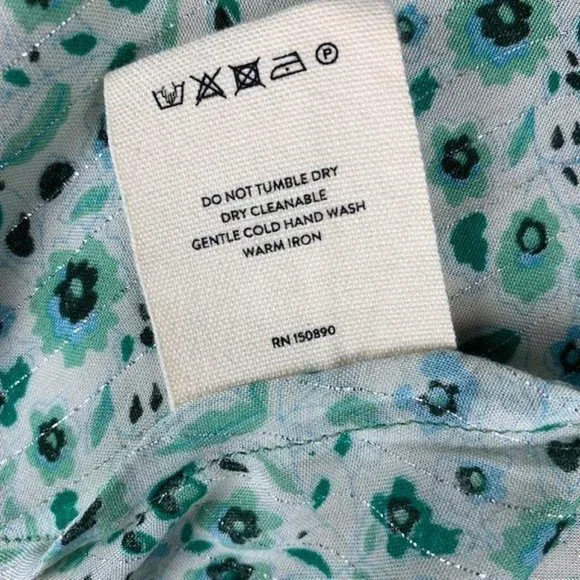 P
DO NOT TUMBLE DRY
DRY CLEANABLE
GENTLE COLD HAND WASH
WARM IRON
RN 150890